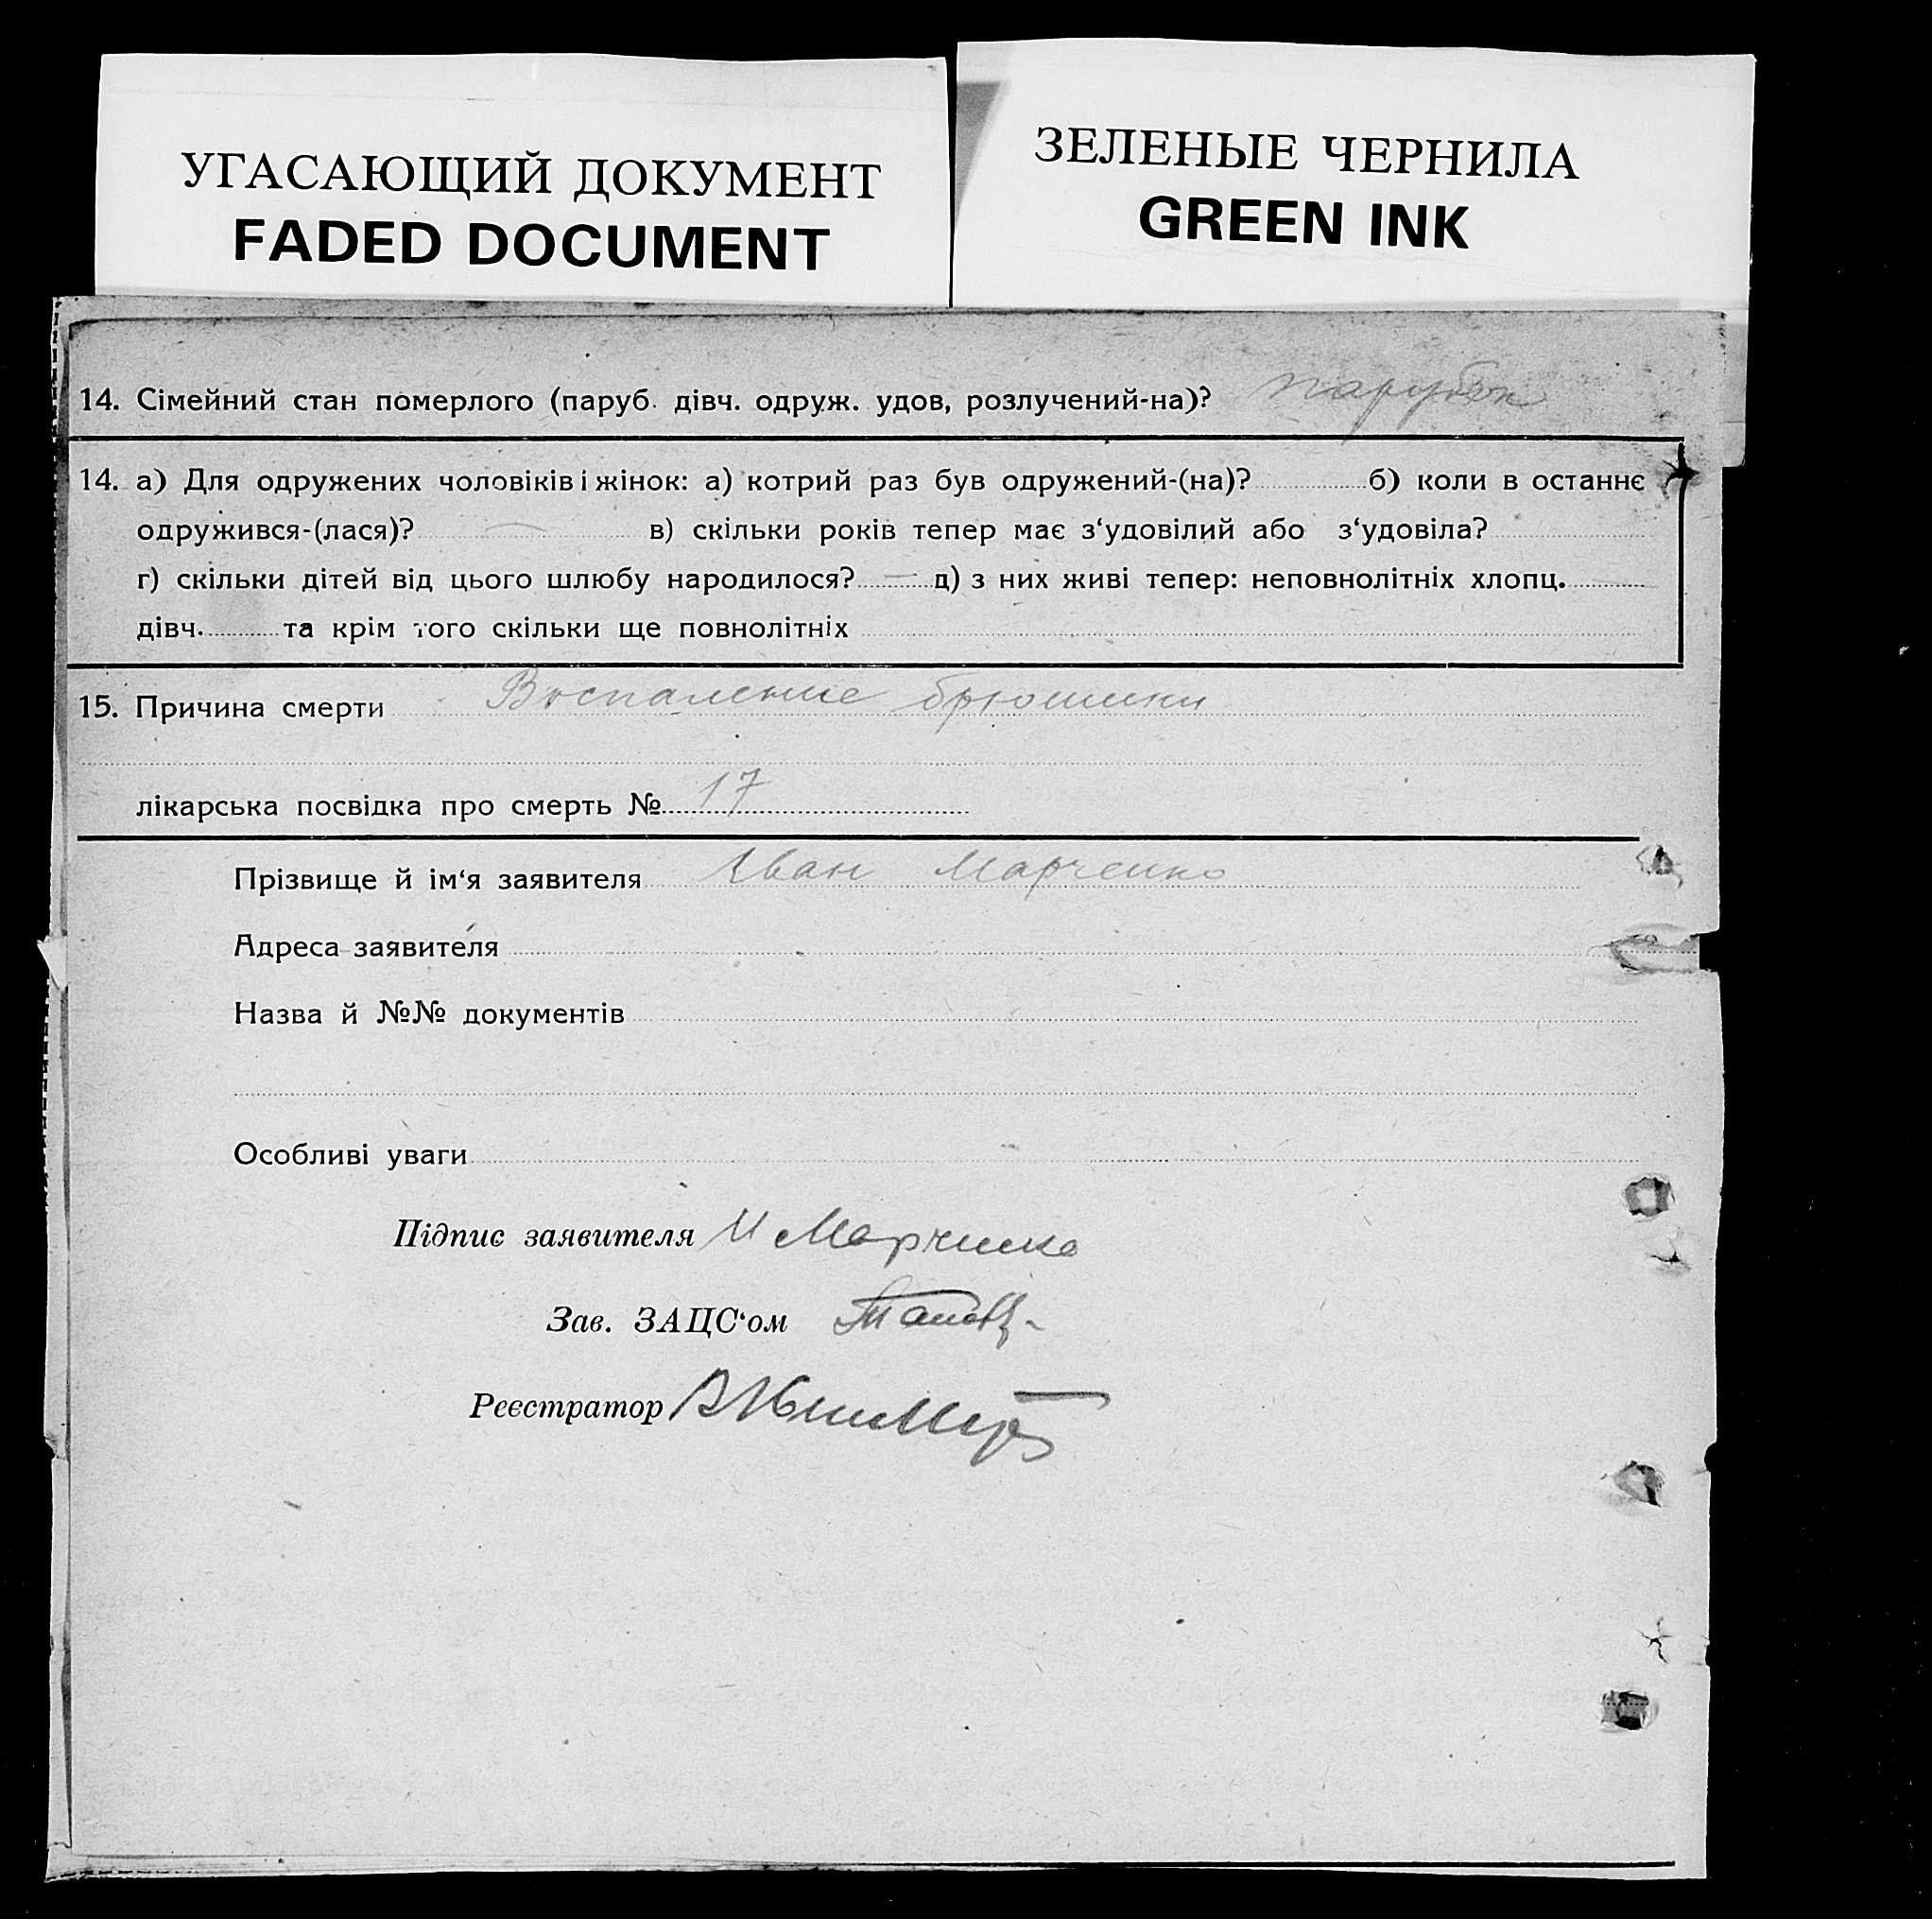 УГАСАЮЩИЙ ДОКУМЕНТ
FADED DOCUMENT
ЗЕЛЕНЫЕ ЧЕРНИЛА
GREEN INK
14. Сімейний стан померлого (паруб. дівч. одруж. удов, розлучений-на)? парубок
14. а) Для одружених чоловіків і жінок: а) котрий раз був одружений-(на)? б) коли в останнє
одружився-(лася)? в) скільки років тепер має з‘удовілий або з‘удовіла?
г) скільки дітей від цього шлюбу народилося? — д) з них живі тепер: неповнолітніх хлопц.
дівч. та крім того скільки ще повнолітніх
15. Причина смерти Воспаление брюшины
лікарська посвідка про смерть № 17
Прізвище й ім‘я заявителя Іван Марченко
Адреса заявителя
Назва й №№ документів
Особливі уваги
Підпис заявителя И Марченко
Зав. ЗАЦС‘ом
Реєстратор